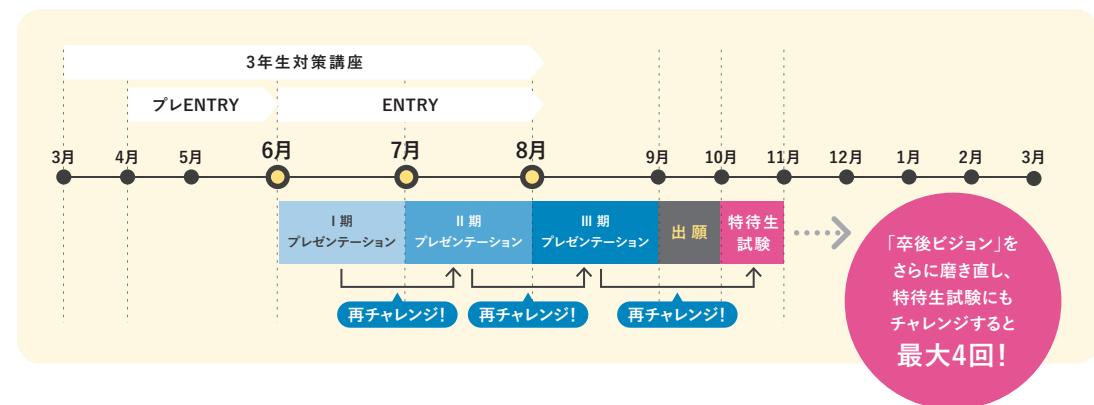 3年生対策講座
プレENTRY
ENTRY
3月
4月
5月
6月
7月
8月
9月
10月
11月
12月
1月
2月
3月
Ⅰ期
プレゼンテーション
Ⅱ期
プレゼンテーション
Ⅲ期
プレゼンテーション
出願
特待生
試験
再チャレンジ!
再チャレンジ!
再チャレンジ!
「卒後ビジョン」を
さらに磨き直し、
特待生試験にも
チャレンジすると
最大4回!